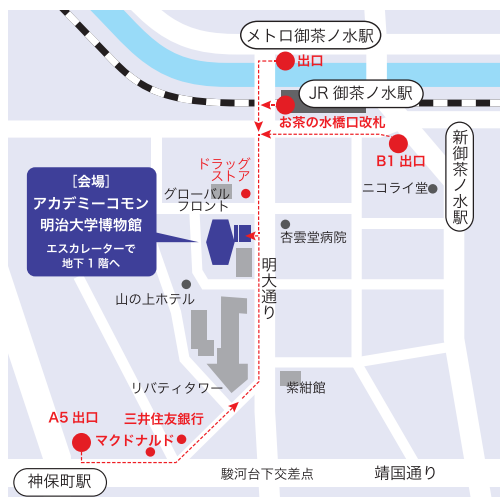 メトロ御茶ノ水駅
出口
JR 御茶ノ水駅
お茶の水橋口改札
B1 出口
新御茶ノ水駅
ドラッグ
ストア
ニコライ堂
[会場]
アカデミーコモン
明治大学博物館
エスカレーターで
地下1階へ
グローバル
フロント
杏雲堂病院
明大通り
山の上ホテル
リバティタワー
紫紺館
A5 出口
三井住友銀行
マクドナルド
神保町駅
駿河台下交差点
靖国通り